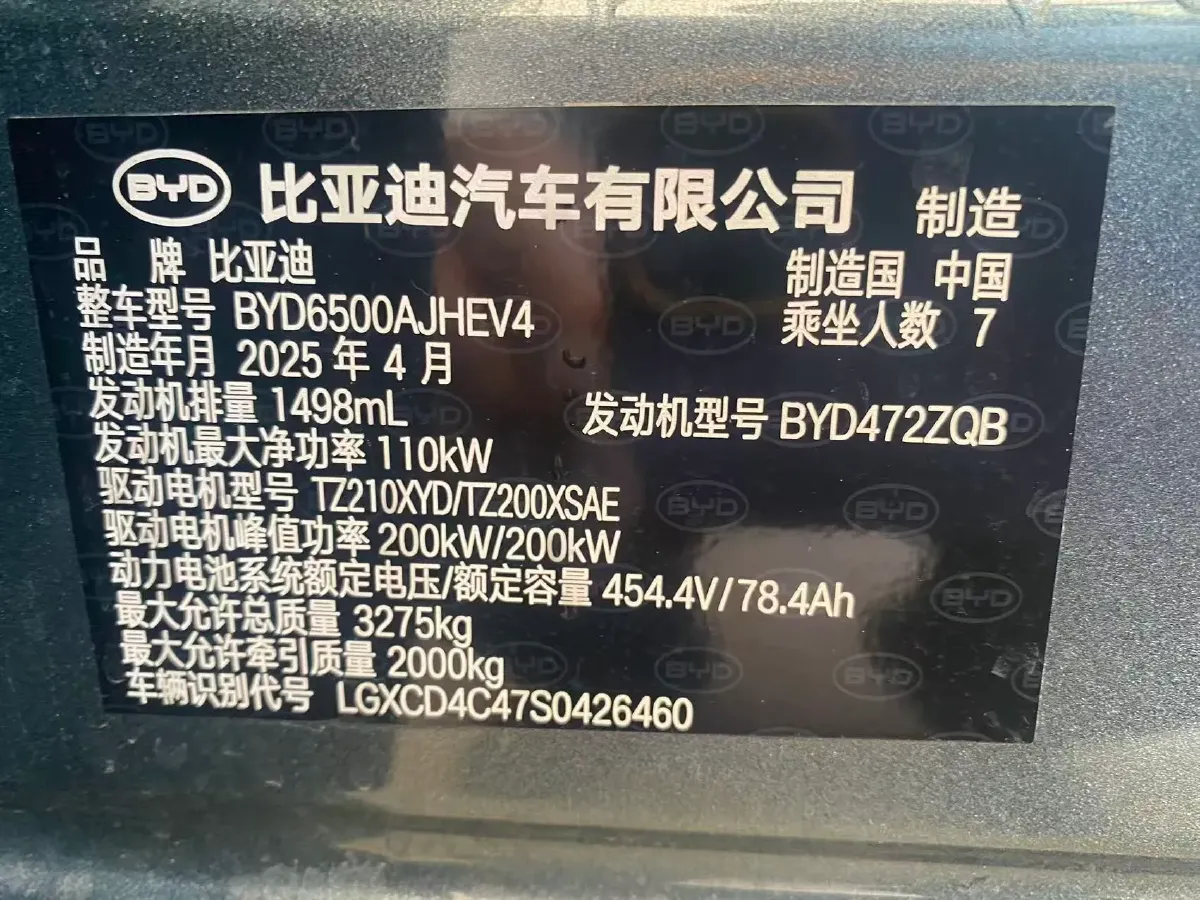 BYD 比亚迪汽车有限公司 制造
品 牌 比亚迪 制造国 中国
整车型号 BYD6500AJHEV4 乘坐人数 7
制造年月 2025 年 4 月
发动机排量 1498mL 发动机型号 BYD472ZQB
发动机最大净功率 110kW
驱动电机型号 TZ210XYD/TZ200XSAE
驱动电机峰值功率 200kW/200kW
动力电池系统额定电压/额定容量 454.4V/78.4Ah
最大允许总质量 3275kg
最大允许牵引质量 2000kg
车辆识别代号 LGXCD4C47S0426460